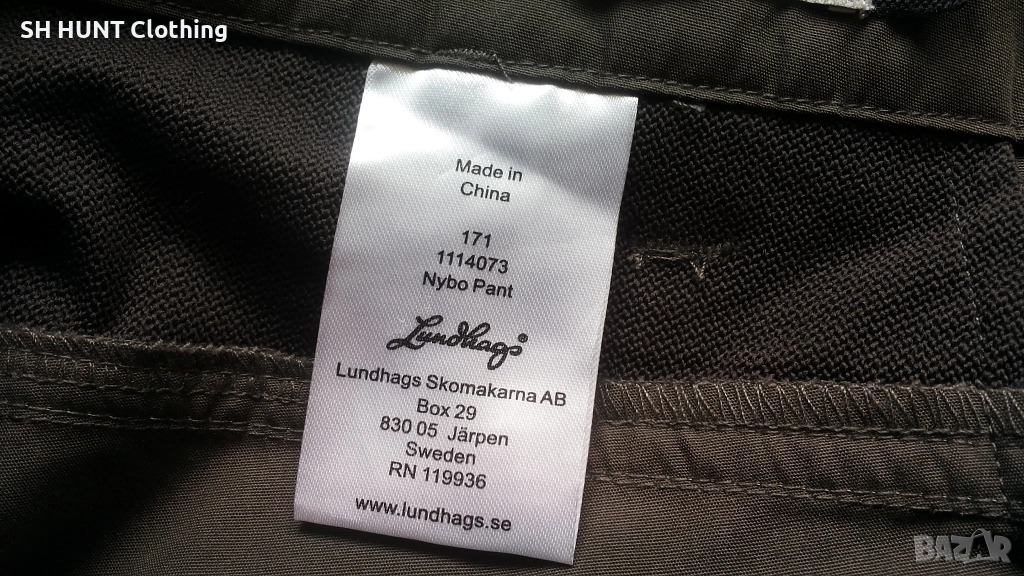 SH HUNT Clothing
Made in
China
171
1114073
Nybo Pant
Lundhags
Lundhags Skomakarna AB
Box 29
830 05 Järpen
Sweden
RN 119936
www.lundhags.se
BAZAR